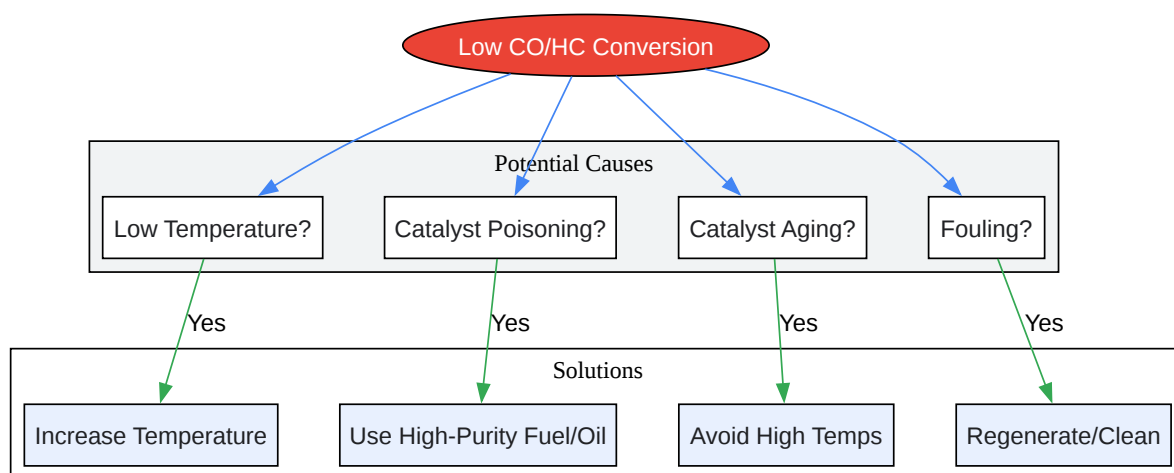 Low CO/HC Conversion
Potential Causes
Low Temperature?
Catalyst Poisoning?
Catalyst Aging?
Fouling?
Yes
Yes
Yes
Yes
Solutions
Increase Temperature
Use High-Purity Fuel/Oil
Avoid High Temps
Regenerate/Clean